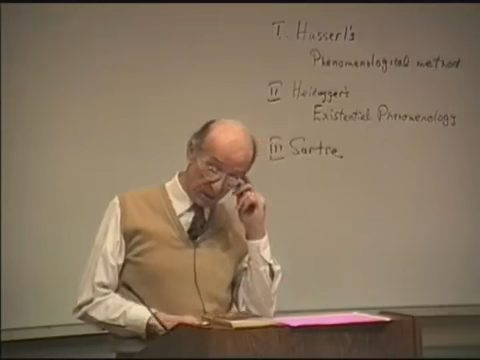 I. Husserl's
Phenomenological method
II Heidegger's
Existential Phenomenology
III Sartre